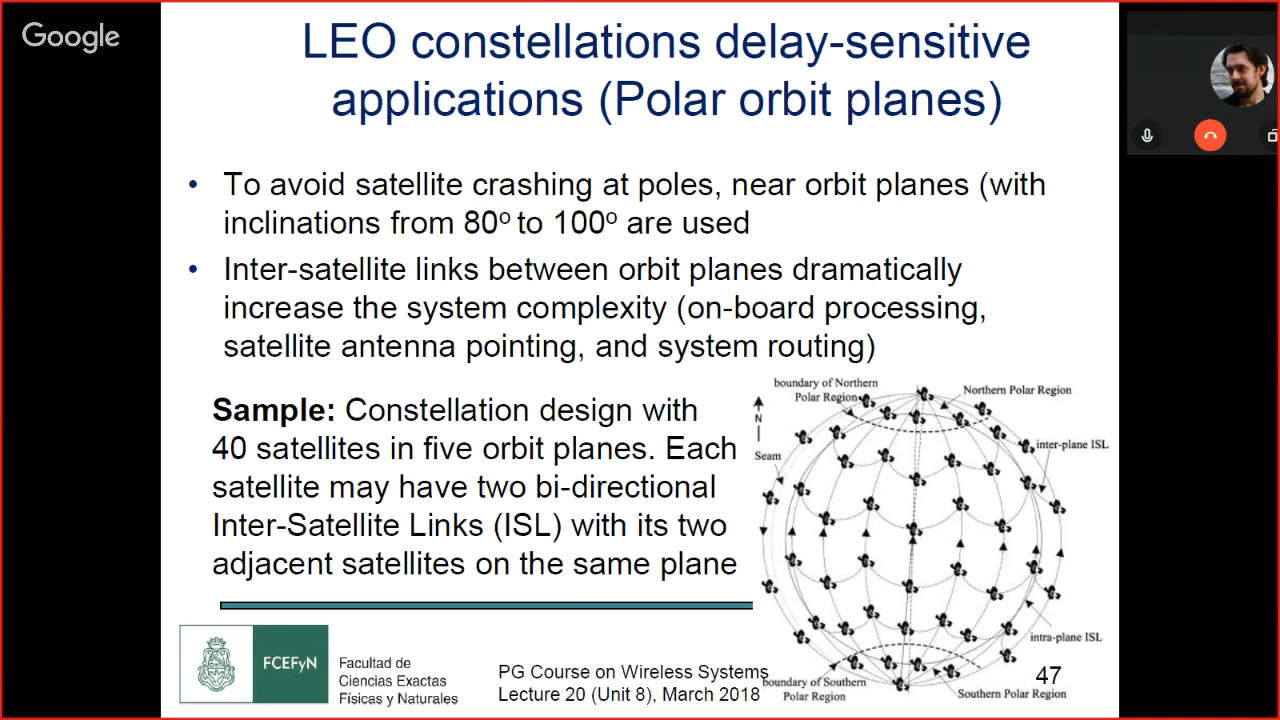 Google
LEO constellations delay-sensitive
applications (Polar orbit planes)
• To avoid satellite crashing at poles, near orbit planes (with
inclinations from 80º to 100º are used
• Inter-satellite links between orbit planes dramatically
increase the system complexity (on-board processing,
satellite antenna pointing, and system routing)
Sample: Constellation design with
40 satellites in five orbit planes. Each
satellite may have two bi-directional
Inter-Satellite Links (ISL) with its two
adjacent satellites on the same plane
boundary of Northern
Polar Region
Northern Polar Region
N
Seam
inter-plane ISL
intra-plane ISL
boundary of Southern
Polar Region
Southern Polar Region
FCEFyN
Facultad de
Ciencias Exactas
Físicas y Naturales
PG Course on Wireless Systems
Lecture 20 (Unit 8), March 2018
47